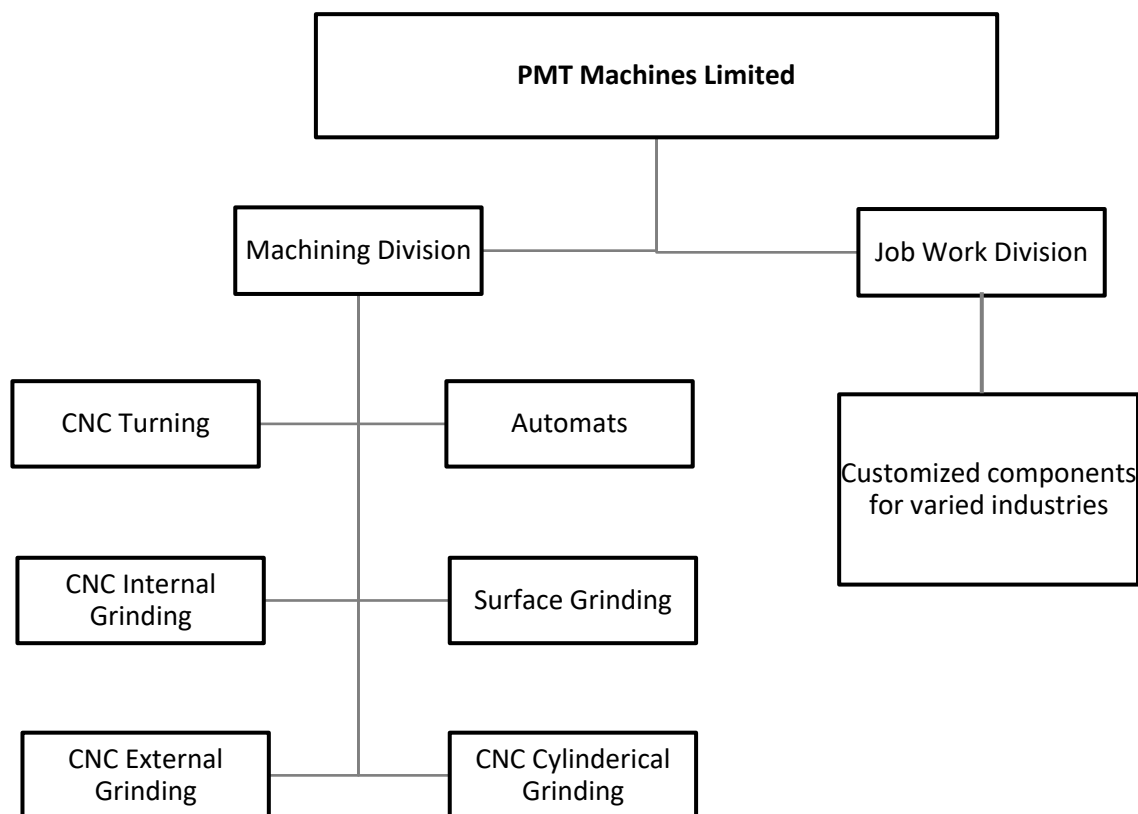 PMT Machines Limited
Machining Division
Job Work Division
CNC Turning
Automats
Customized components
for varied industries
CNC Internal
Grinding
Surface Grinding
CNC External
Grinding
CNC Cylinderical
Grinding